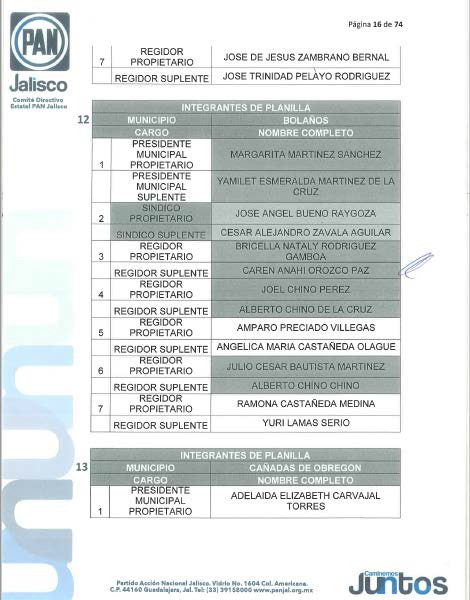 PAN
Jalisco
Comité Directivo
Estatal PAN Jalisco
Página 16 de 74
7 REGIDOR PROPIETARIO JOSE DE JESUS ZAMBRANO BERNAL
REGIDOR SUPLENTE JOSE TRINIDAD PELAYO RODRIGUEZ
12
INTEGRANTES DE PLANILLA
MUNICIPIO BOLAÑOS
CARGO NOMBRE COMPLETO
1 PRESIDENTE MUNICIPAL PROPIETARIO MARGARITA MARTINEZ SANCHEZ
PRESIDENTE MUNICIPAL SUPLENTE YAMILET ESMERALDA MARTINEZ DE LA CRUZ
2 SINDICO PROPIETARIO JOSE ANGEL BUENO RAYGOZA
SINDICO SUPLENTE CESAR ALEJANDRO ZAVALA AGUILAR
3 REGIDOR PROPIETARIO BRICELLA NATALY RODRIGUEZ GAMBOA
REGIDOR SUPLENTE CAREN ANAHI OROZCO PAZ
4 REGIDOR PROPIETARIO JOEL CHINO PEREZ
REGIDOR SUPLENTE ALBERTO CHINO DE LA CRUZ
5 REGIDOR PROPIETARIO AMPARO PRECIADO VILLEGAS
REGIDOR SUPLENTE ANGELICA MARIA CASTAÑEDA OLAGUE
6 REGIDOR PROPIETARIO JULIO CESAR BAUTISTA MARTINEZ
REGIDOR SUPLENTE ALBERTO CHINO CHINO
7 REGIDOR PROPIETARIO RAMONA CASTAÑEDA MEDINA
REGIDOR SUPLENTE YURI LAMAS SERIO
13
INTEGRANTES DE PLANILLA
MUNICIPIO CAÑADAS DE OBREGON
CARGO NOMBRE COMPLETO
1 PRESIDENTE MUNICIPAL PROPIETARIO ADELAIDA ELIZABETH CARVAJAL TORRES
Partido Acción Nacional Jalisco. Vidrio No. 1604 Col. Americana.
C.P. 44160 Guadalajara, Jal. Tel: (33) 39158000 www.panjal.org.mx
Caminemos
Juntos